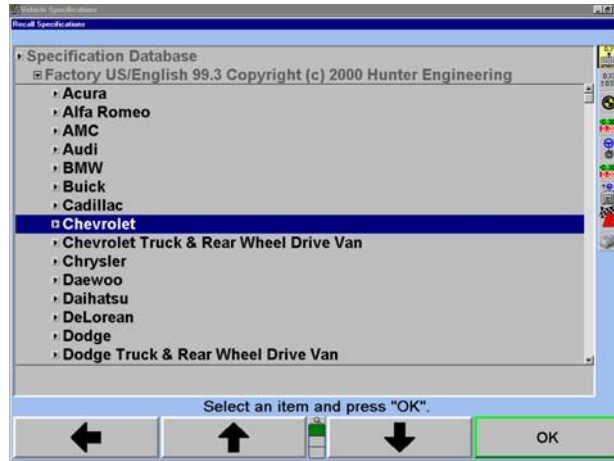 Vehicle Specifications
Recall Specifications
Specification Database
Factory US/English 99.3 Copyright (c) 2000 Hunter Engineering
Acura
Alfa Romeo
AMC
Audi
BMW
Buick
Cadillac
Chevrolet
Chevrolet Truck & Rear Wheel Drive Van
Chrysler
Daewoo
Daihatsu
DeLorean
Dodge
Dodge Truck & Rear Wheel Drive Van
Select an item and press "OK".
OK